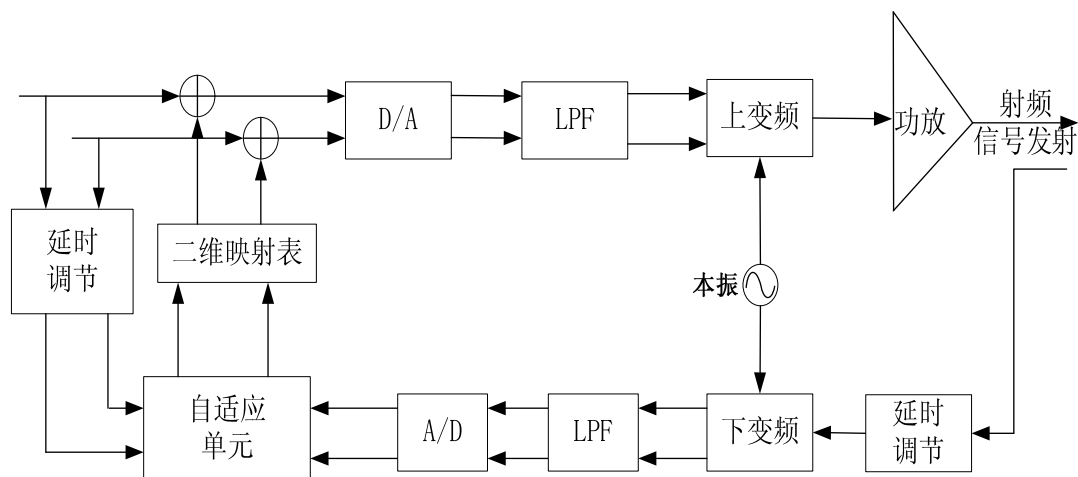 D/A
LPF
上变频
功放
射频
信号发射
延时
调节
二维映射表
本振
自适应
单元
A/D
LPF
下变频
延时
调节